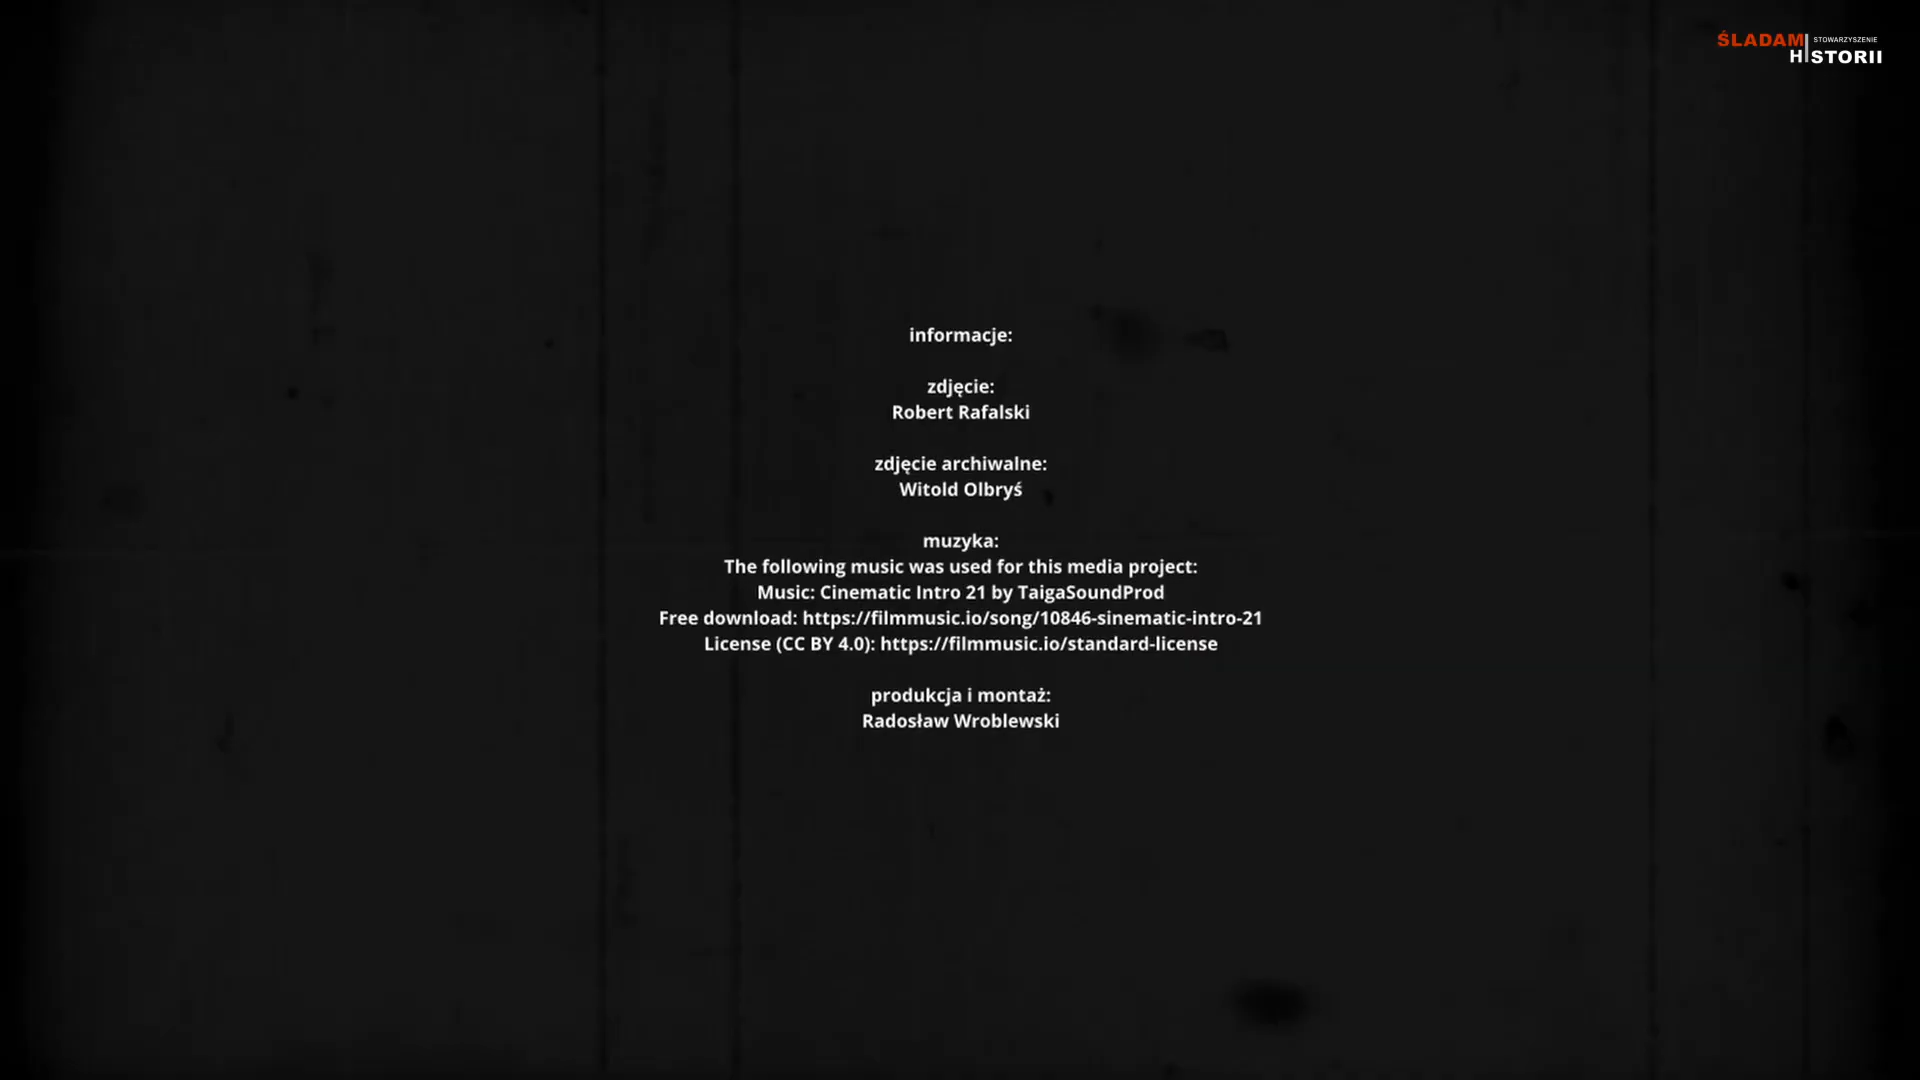 ŚLADAMI STOWARZYSZENIE
HISTORII
informacje:
zdjęcie:
Robert Rafalski
zdjęcie archiwalne:
Witold Olbryś
muzyka:
The following music was used for this media project:
Music: Cinematic Intro 21 by TaigaSoundProd
Free download: https://filmmusic.io/song/10846-sinematic-intro-21
License (CC BY 4.0): https://filmmusic.io/standard-license
produkcja i montaż:
Radosław Wroblewski